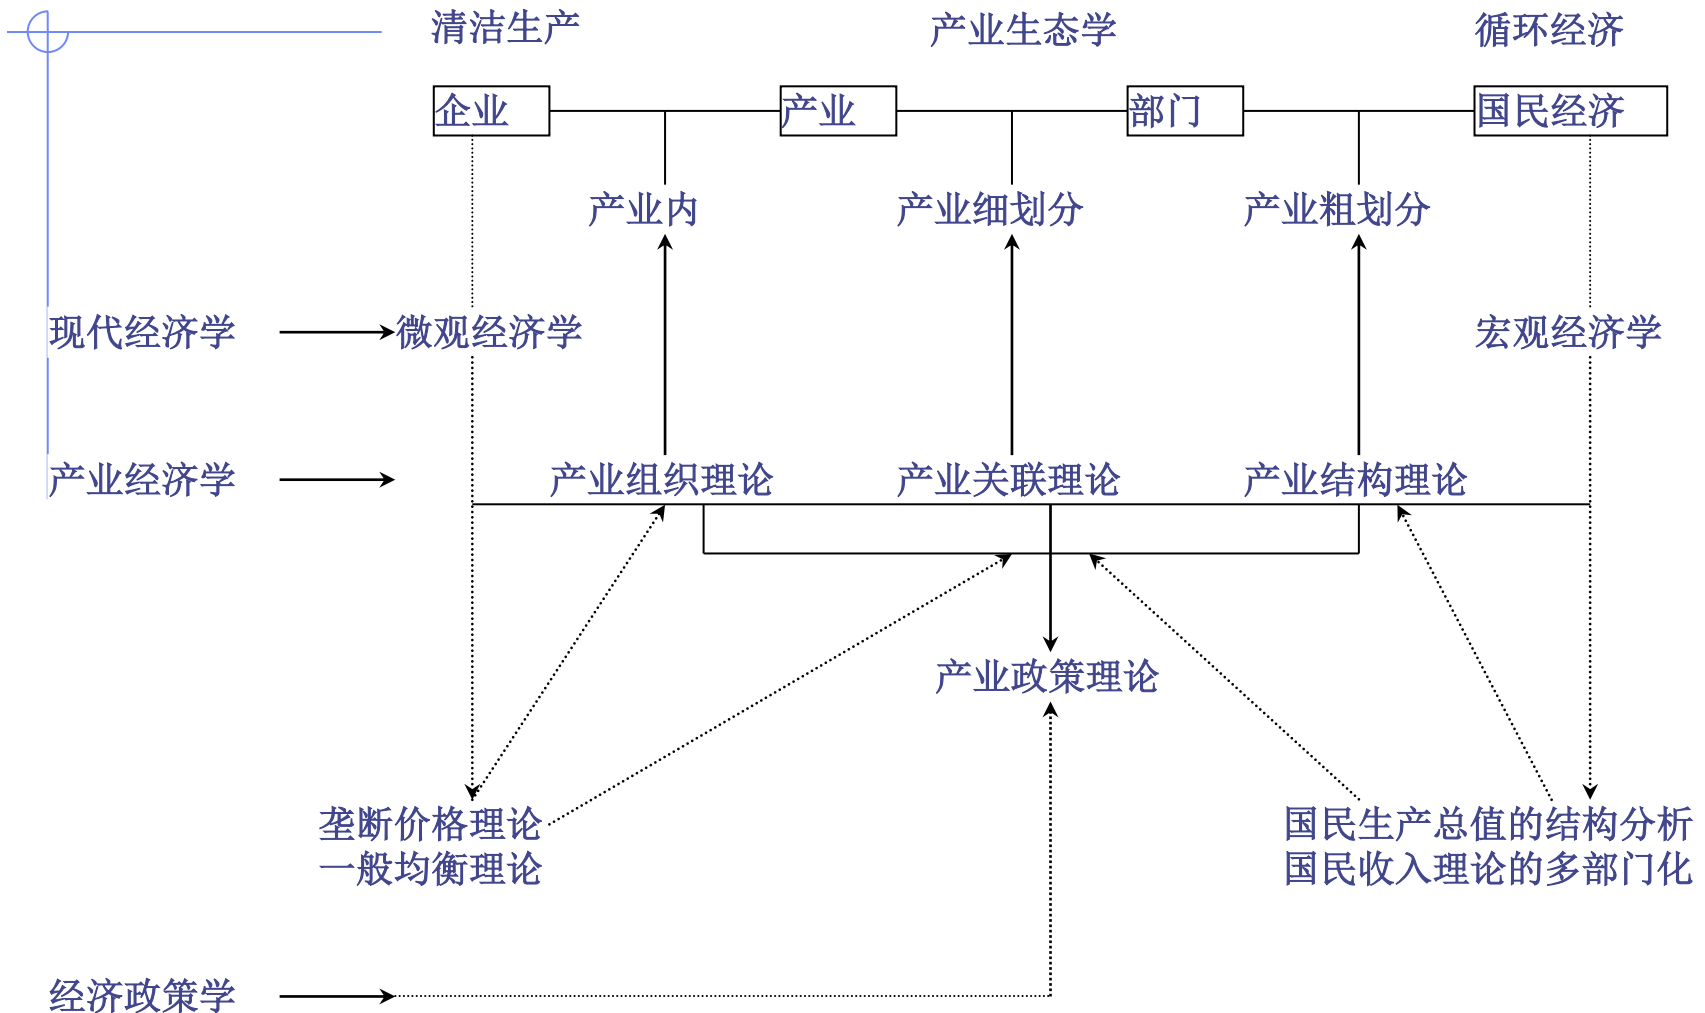 清洁生产
产业生态学
循环经济
企业
产业
部门
国民经济
产业内
产业细划分
产业粗划分
现代经济学
微观经济学
宏观经济学
产业经济学
产业组织理论
产业关联理论
产业结构理论
产业政策理论
垄断价格理论
一般均衡理论
国民生产总值的结构分析
国民收入理论的多部门化
经济政策学